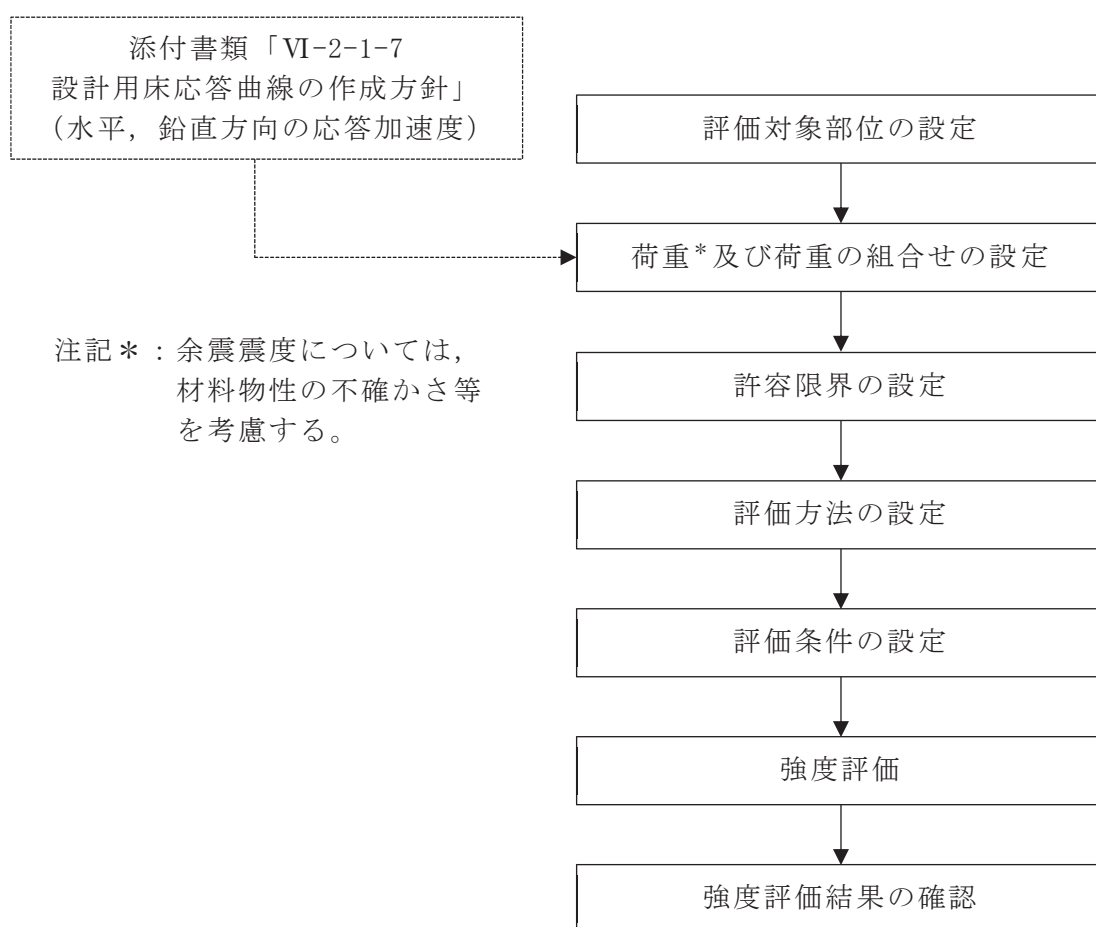 添付書類「Ⅵ-2-1-7
設計用床応答曲線の作成方針」
(水平,鉛直方向の応答加速度)
評価対象部位の設定
荷重*及び荷重の組合せの設定
注記*:余震震度については,
材料物性の不確かさ等
を考慮する。
許容限界の設定
評価方法の設定
評価条件の設定
強度評価
強度評価結果の確認